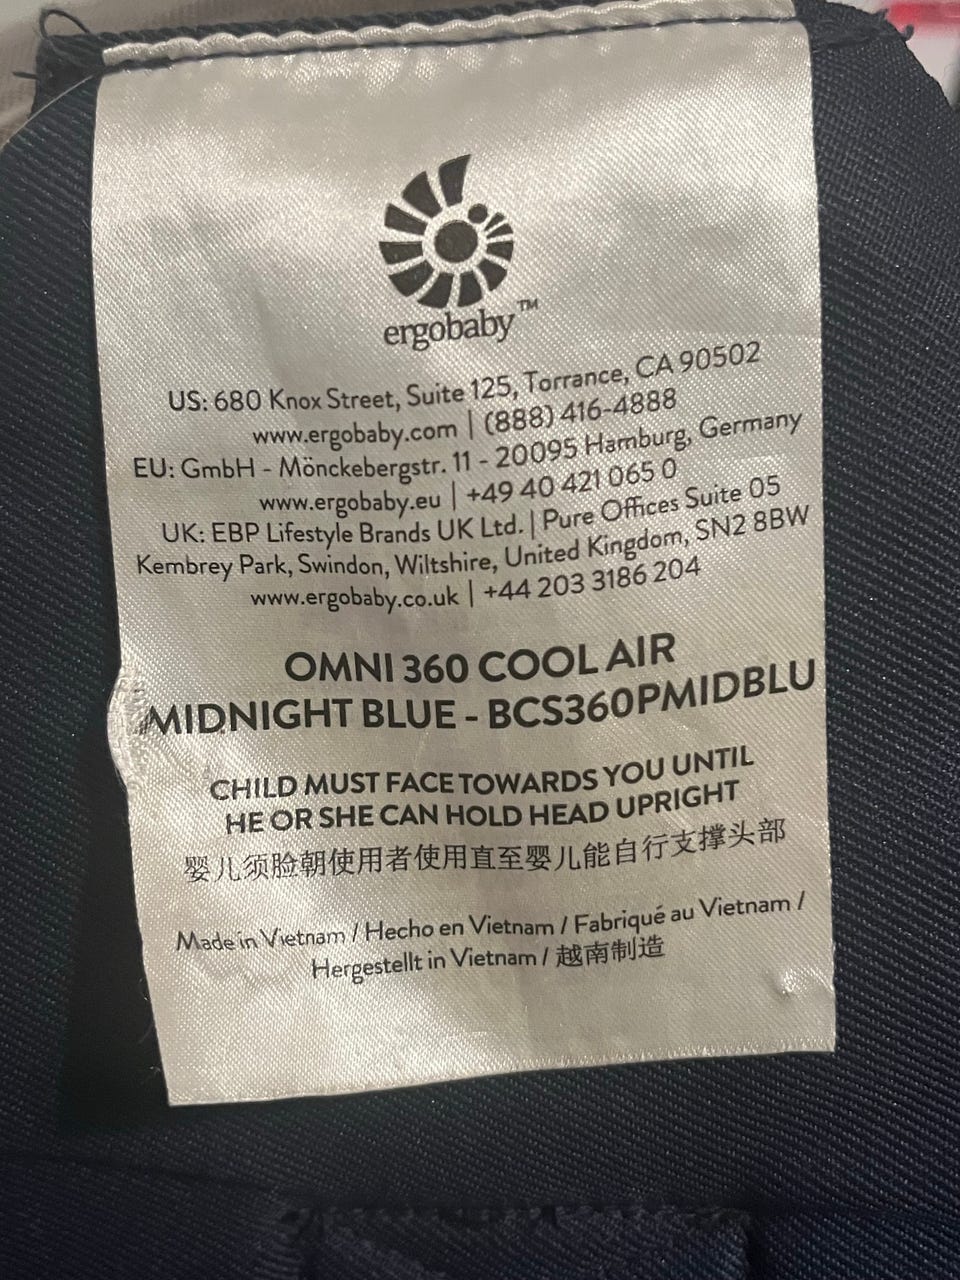 ergobaby™
US: 680 Knox Street, Suite 125, Torrance, CA 90502
www.ergobaby.com | (888) 416-4888
EU: GmbH - Mönckebergstr. 11 - 20095 Hamburg, Germany
www.ergobaby.eu | +49 40 421 065 0
UK: EBP Lifestyle Brands UK Ltd. | Pure Offices Suite 05
Kembrey Park, Swindon, Wiltshire, United Kingdom, SN2 8BW
www.ergobaby.co.uk | +44 203 3186 204
OMNI 360 COOL AIR
MIDNIGHT BLUE - BCS360PMIDBLU
CHILD MUST FACE TOWARDS YOU UNTIL
HE OR SHE CAN HOLD HEAD UPRIGHT
婴儿须脸朝使用者使用直至婴儿能自行支撑头部
Made in Vietnam / Hecho en Vietnam / Fabriqué au Vietnam /
Hergestellt in Vietnam / 越南制造